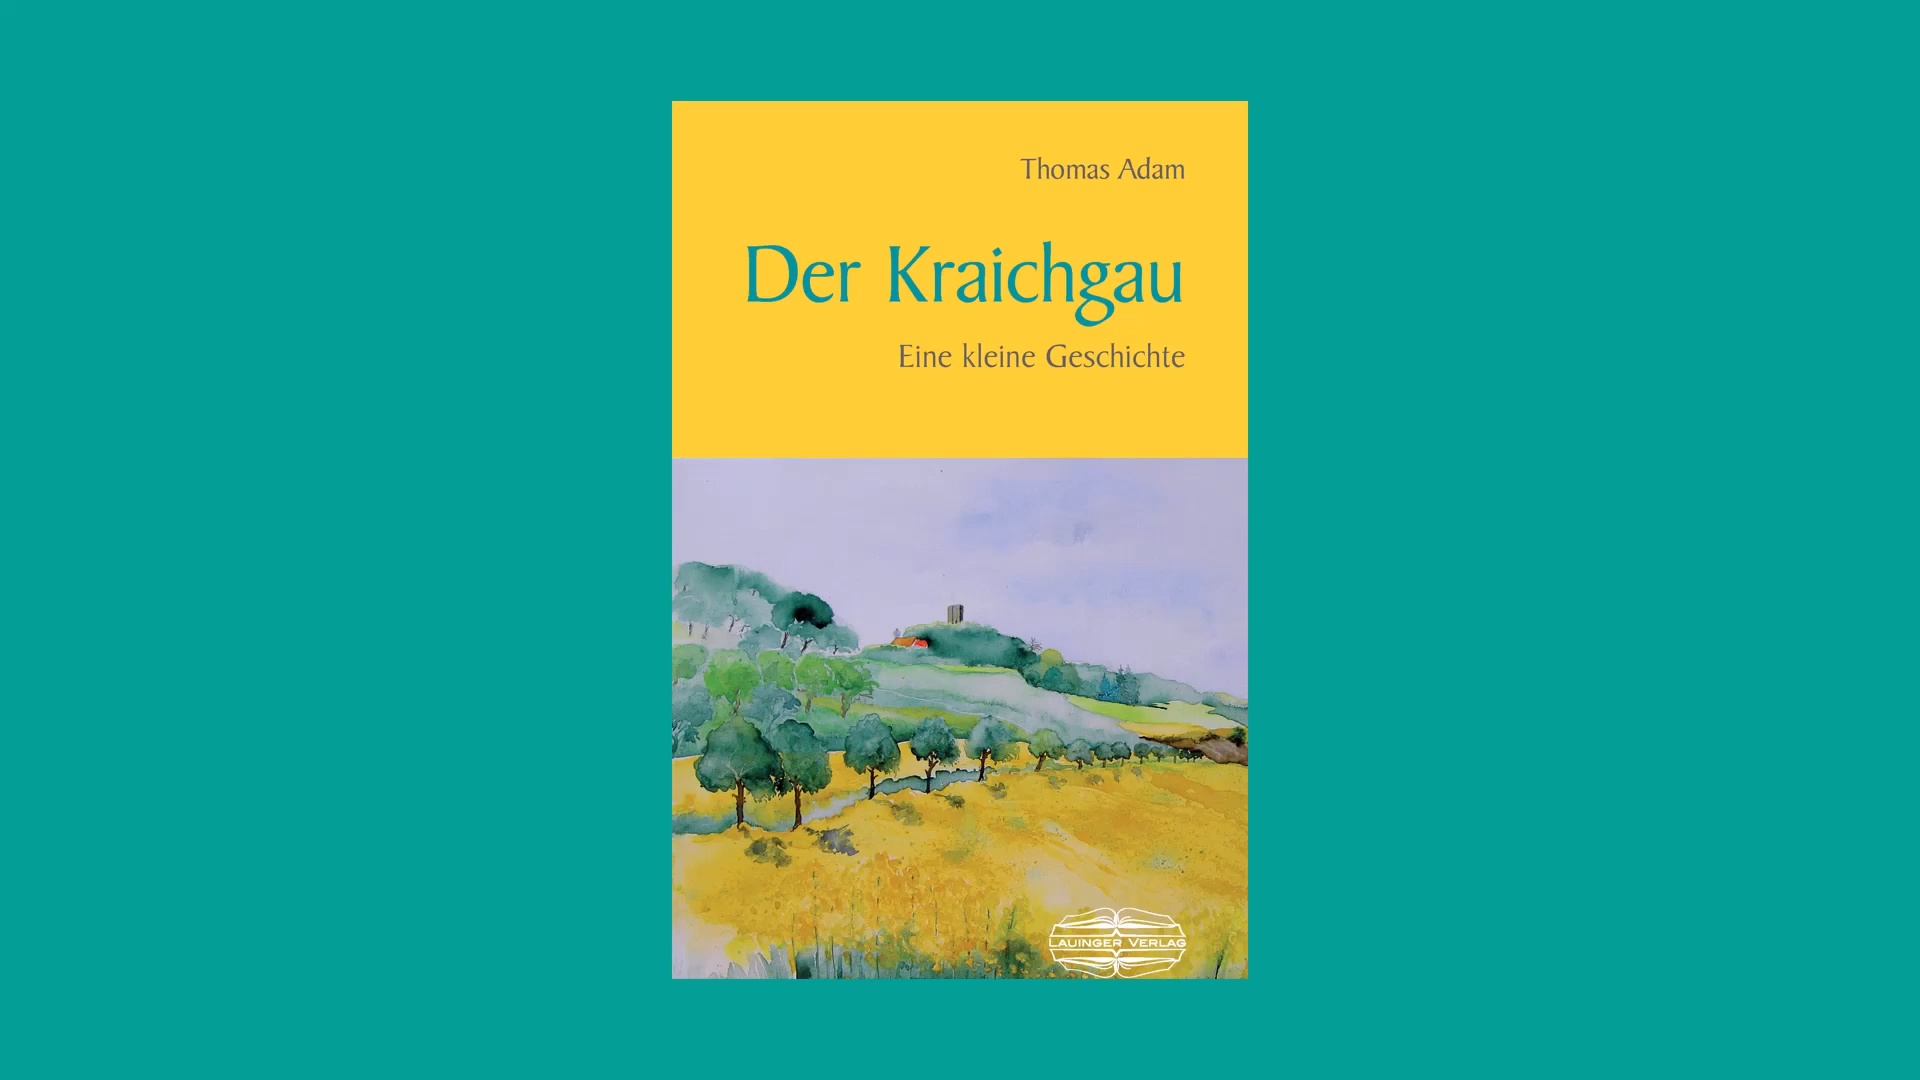 Thomas Adam
Der Kraichgau
Eine kleine Geschichte
LAUINGER VERLAG